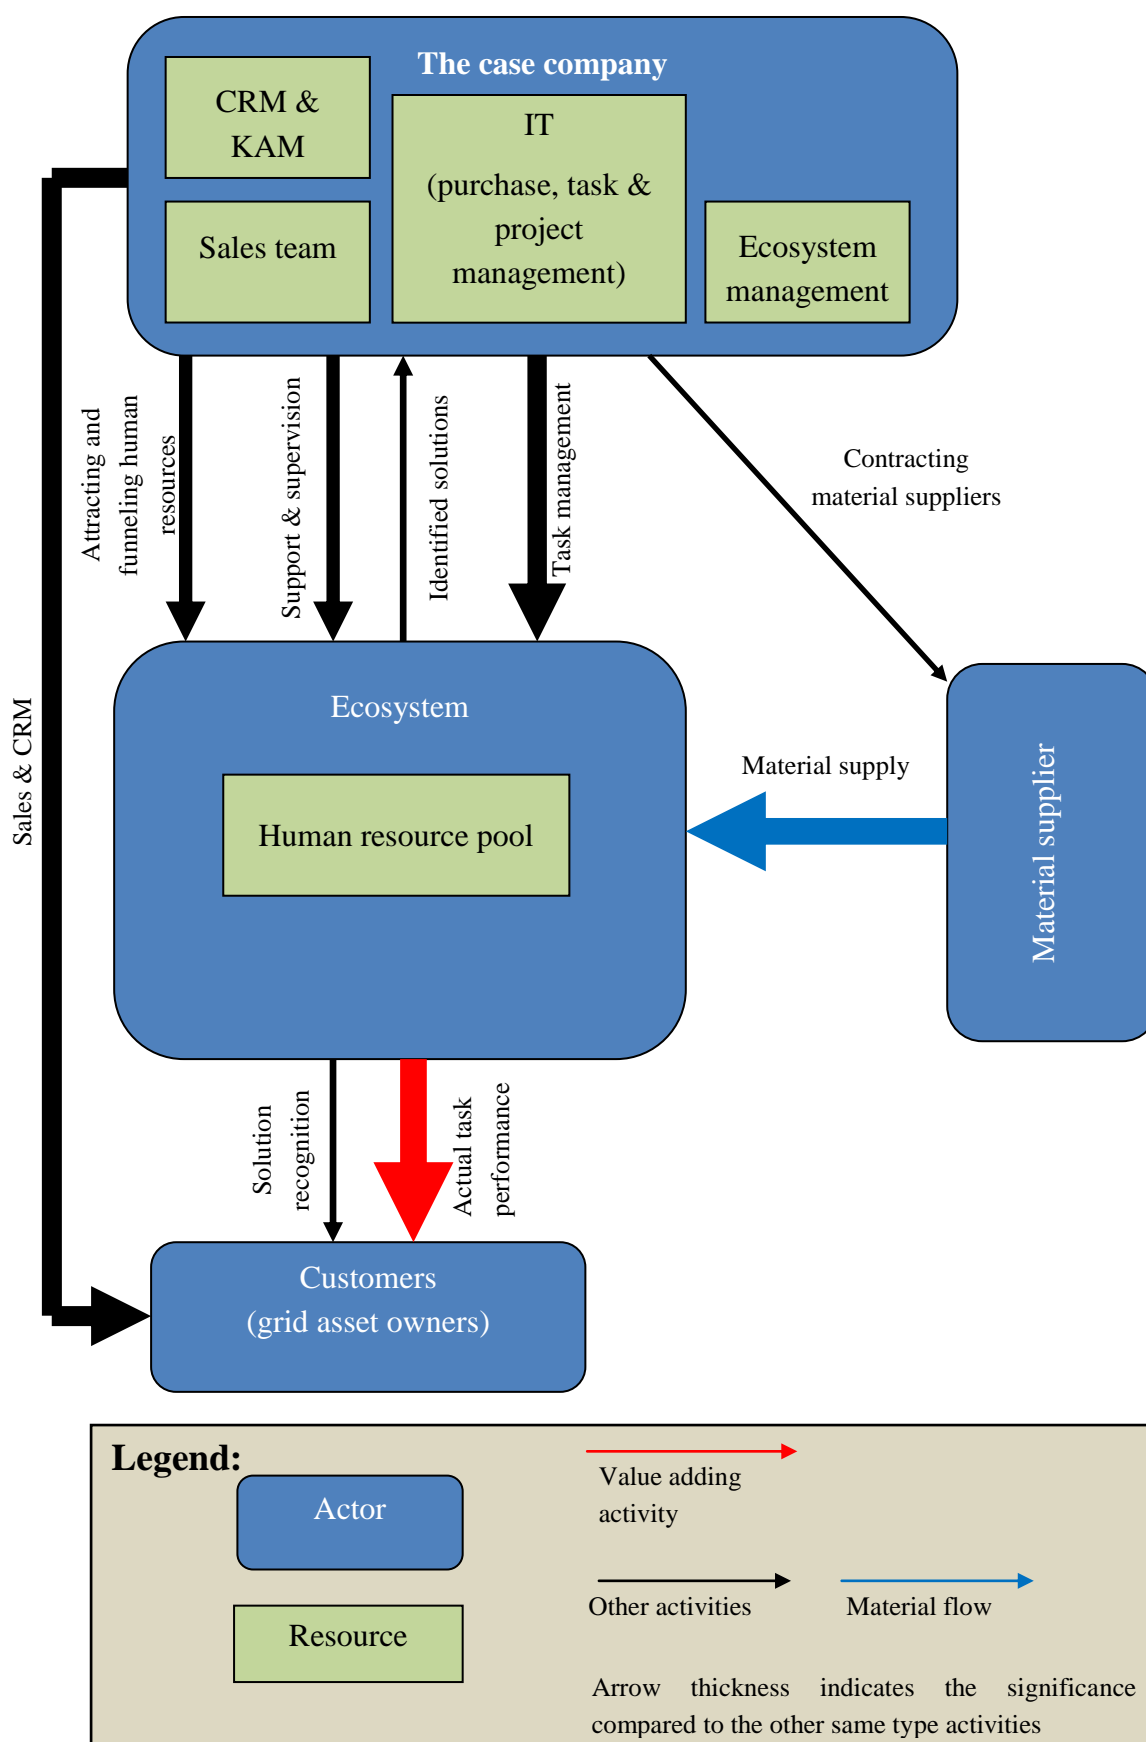 The case company
CRM &
KAM
IT
(purchase, task &
project
management)
Sales team
Ecosystem
management
Attracting and
funneling human
resources
Support & supervision
Identified solutions
Task management
Contracting
material suppliers
Sales & CRM
Ecosystem
Human resource pool
Material supply
Material supplier
Solution
recognition
Actual task
performance
Customers
(grid asset owners)
Legend:
Actor
Value adding
activity
Resource
Other activities
Material flow
Arrow thickness indicates the significance
compared to the other same type activities